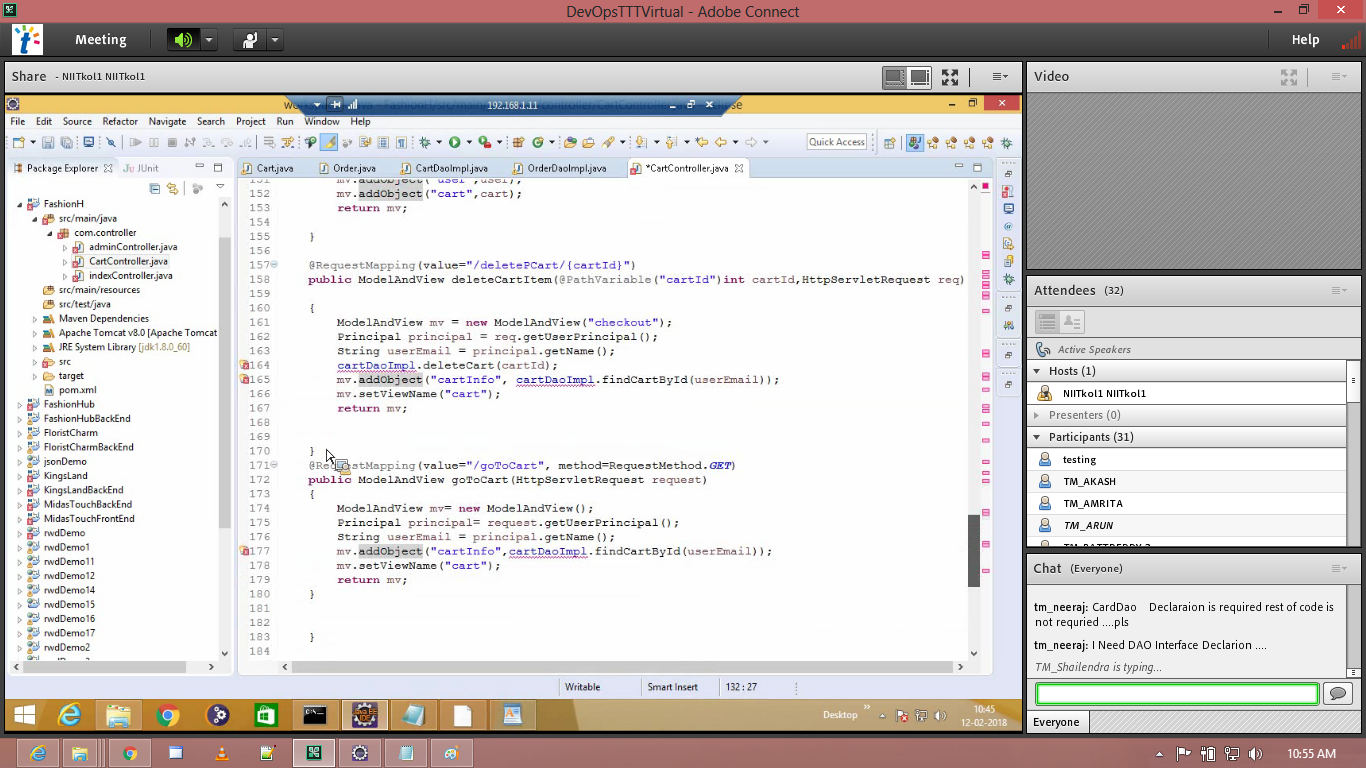 DevOpsTTTVirtual - Adobe Connect
Meeting
Help
Share - NIITkol1 NIITkol1
192.168.1.11
File Edit Source Refactor Navigate Search Project Run Window Help
Quick Access
Package Explorer JUnit
Cart.java Order.java CartDaoImpl.java OrderDaoImpl.java *CartController.java
FashionH
src/main/java
com.controller
adminController.java
CartController.java
indexController.java
src/main/resources
src/test/java
Maven Dependencies
Apache Tomcat v8.0 [Apache Tomcat
JRE System Library [jdk1.8.0_60]
src
target
pom.xml
FashionHub
FashionHubBackEnd
FloristCharm
FloristCharmBackEnd
jsonDemo
KingsLand
KingsLandBackEnd
MidasTouchBackEnd
MidasTouchFrontEnd
rwdDemo
rwdDemo1
rwdDemo11
rwdDemo12
rwdDemo14
rwdDemo15
rwdDemo16
rwdDemo17
rwdDemo2
151 mv.addObject("user",user);
152 mv.addObject("cart",cart);
153 return mv;
154
155 }
156
157 @RequestMapping(value="/deletePCart/{cartId}")
158 public ModelAndView deleteCartItem(@PathVariable("cartId")int cartId,HttpServletRequest req)
159
160 {
161 ModelAndView mv = new ModelAndView("checkout");
162 Principal principal = req.getUserPrincipal();
163 String userEmail = principal.getName();
164 cartDaoImpl.deleteCart(cartId);
165 mv.addObject("cartInfo", cartDaoImpl.findCartById(userEmail));
166 mv.setViewName("cart");
167 return mv;
168
169
170 }
171 @RequestMapping(value="/goToCart", method=RequestMethod.GET)
172 public ModelAndView goToCart(HttpServletRequest request)
173 {
174 ModelAndView mv= new ModelAndView();
175 Principal principal= request.getUserPrincipal();
176 String userEmail = principal.getName();
177 mv.addObject("cartInfo",cartDaoImpl.findCartById(userEmail));
178 mv.setViewName("cart");
179 return mv;
180 }
181
182
183 }
184
Writable Smart Insert 132 : 27
Desktop
10:45
12-02-2018
Video
Attendees (32)
Active Speakers
Hosts (1)
NIITkol1 NIITkol1
Presenters (0)
Participants (31)
testing
TM_AKASH
TM_AMRITA
TM_ARUN
Chat (Everyone)
tm_neeraj: CardDao Declaraion is required rest of code is
not requried ....pls
tm_neeraj: I Need DAO Interface Declarion ....
TM_Shailendra is typing...
Everyone
10:55 AM